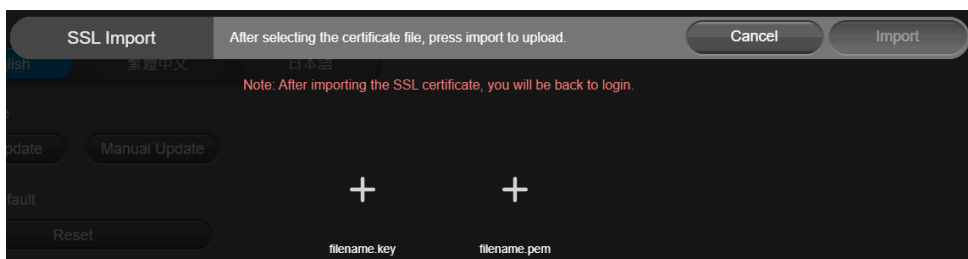 SSL Import
After selecting the certificate file, press import to upload.
Cancel
Import
繁體中文
日本語
Note: After importing the SSL certificate, you will be back to login.
Manual Update
Reset
filename.key
filename.pem